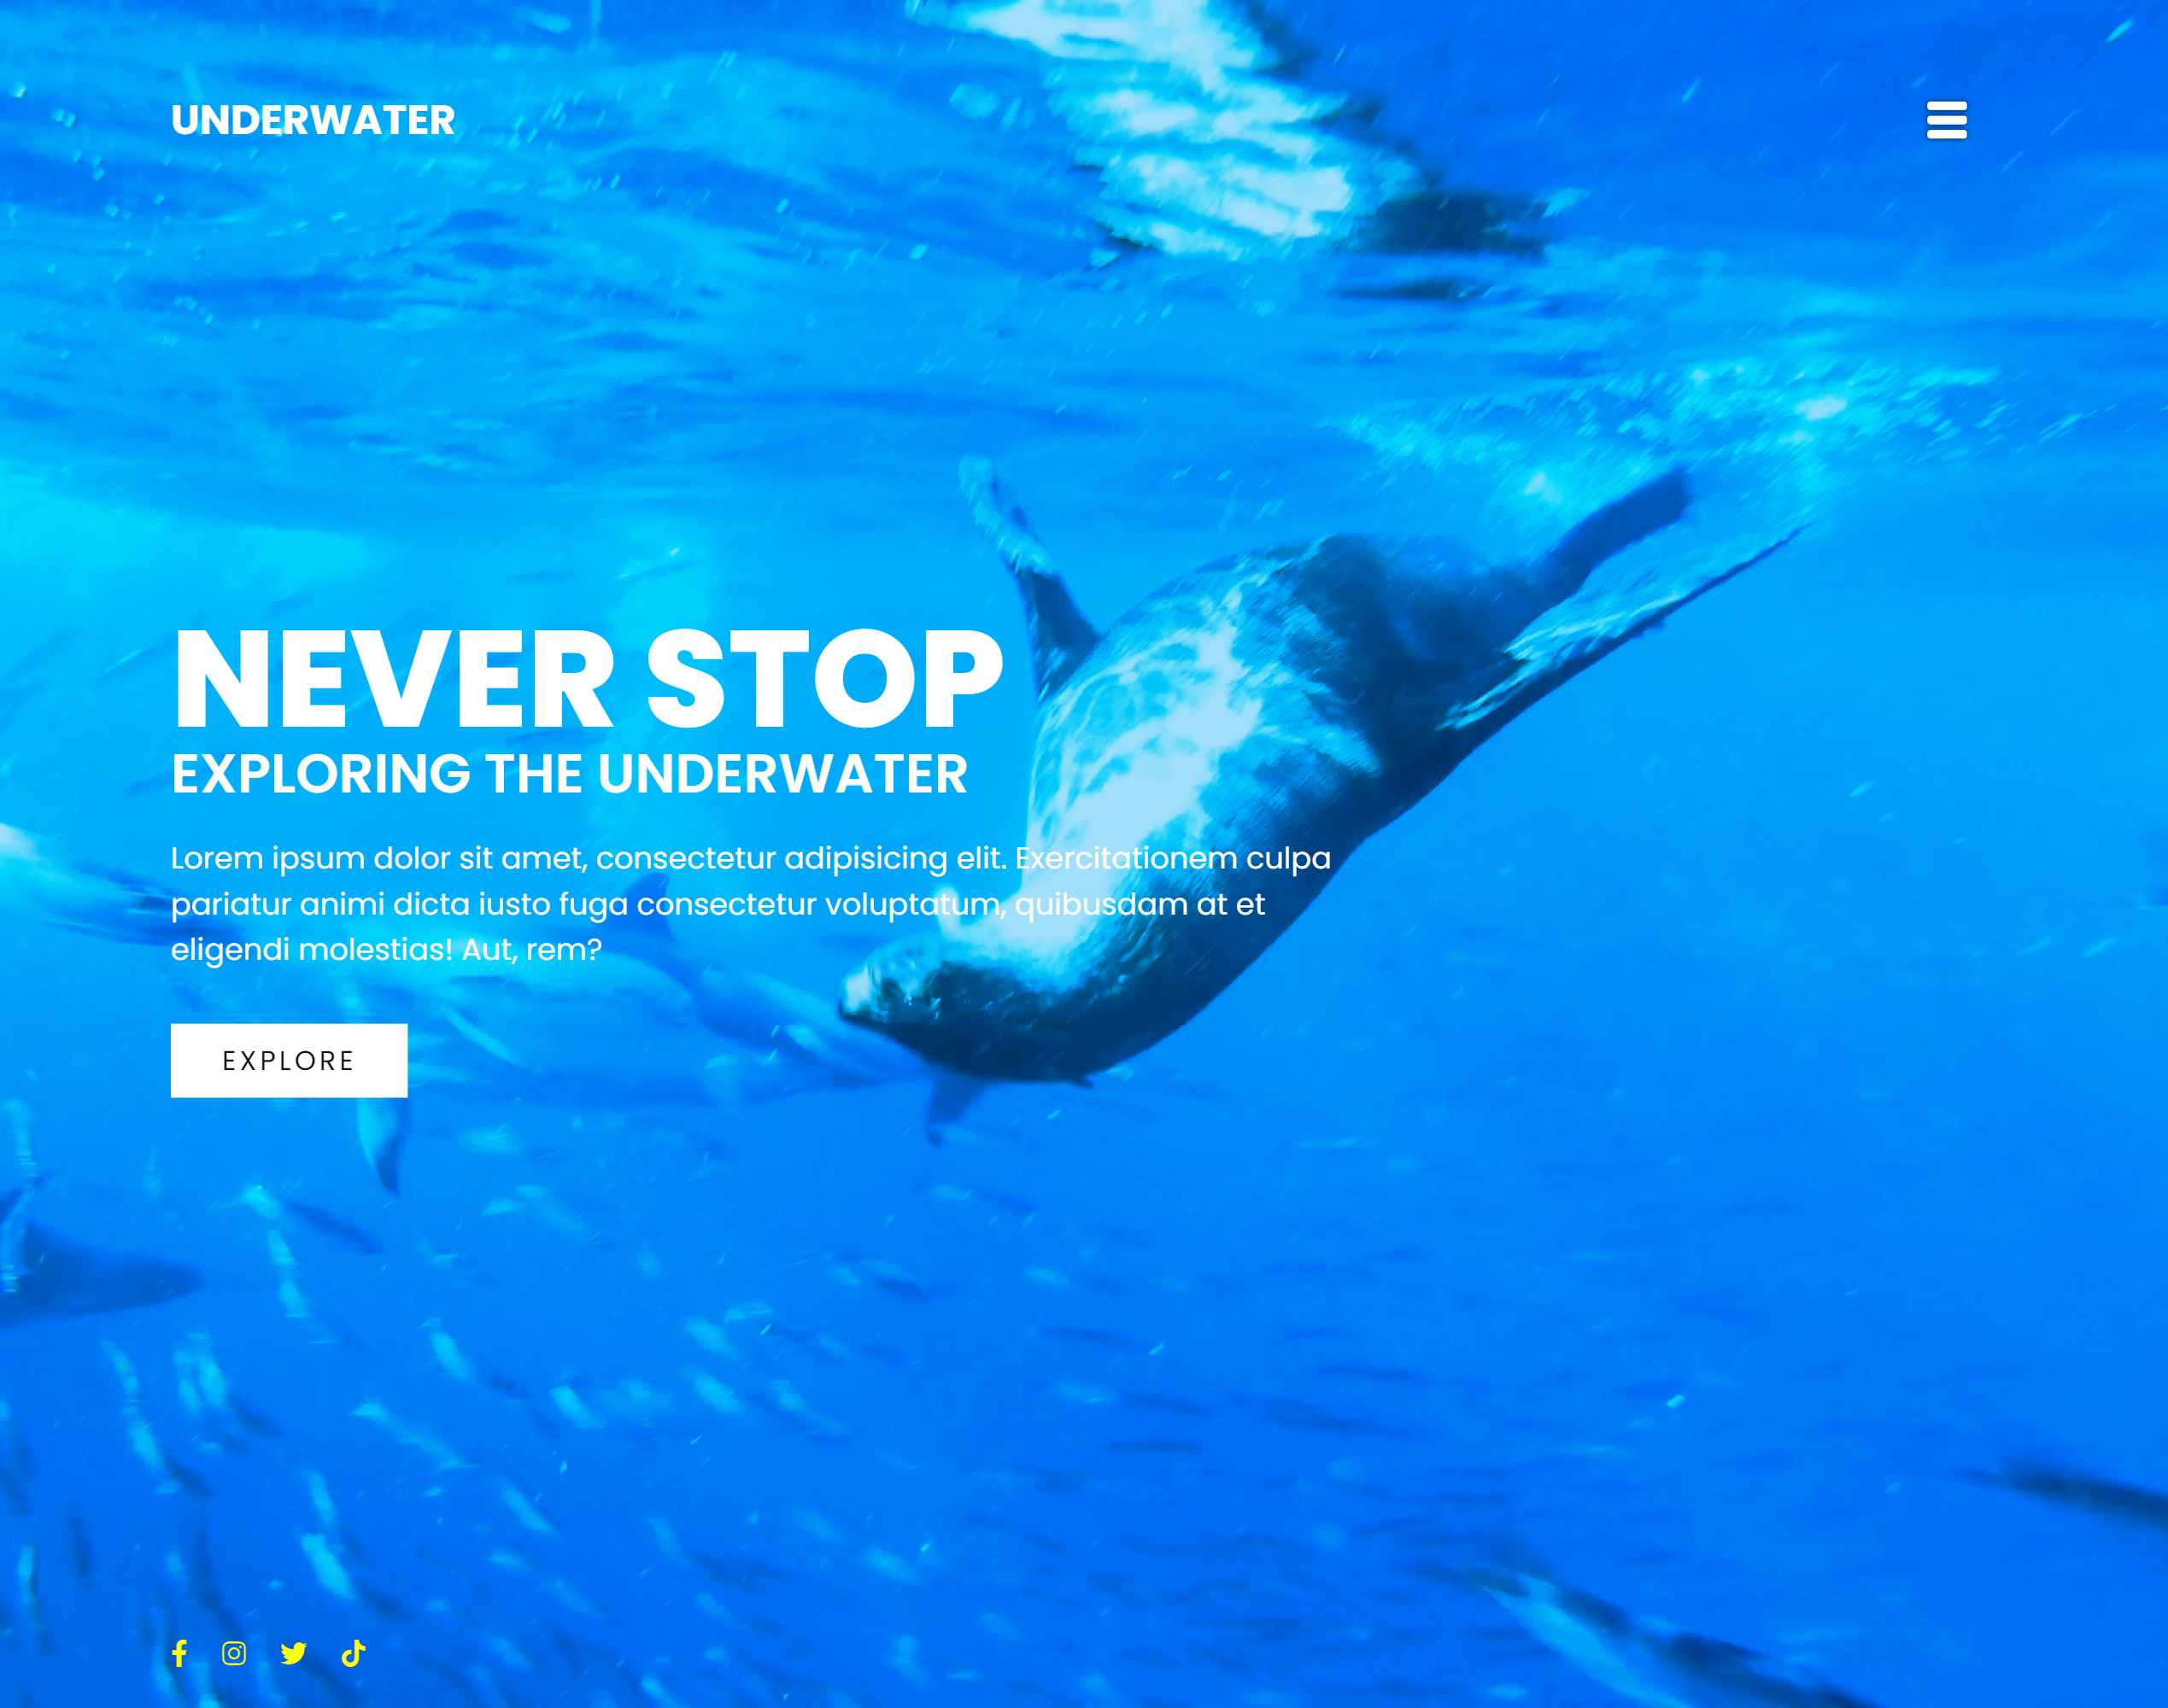 UNDERWATER
NEVER STOP
EXPLORING THE UNDERWATER
Lorem ipsum dolor sit amet, consectetur adipisicing elit. Exercitationem culpa
pariatur animi dicta iusto fuga consectetur voluptatum, quibusdam at et
eligendi molestias! Aut, rem?
EXPLORE